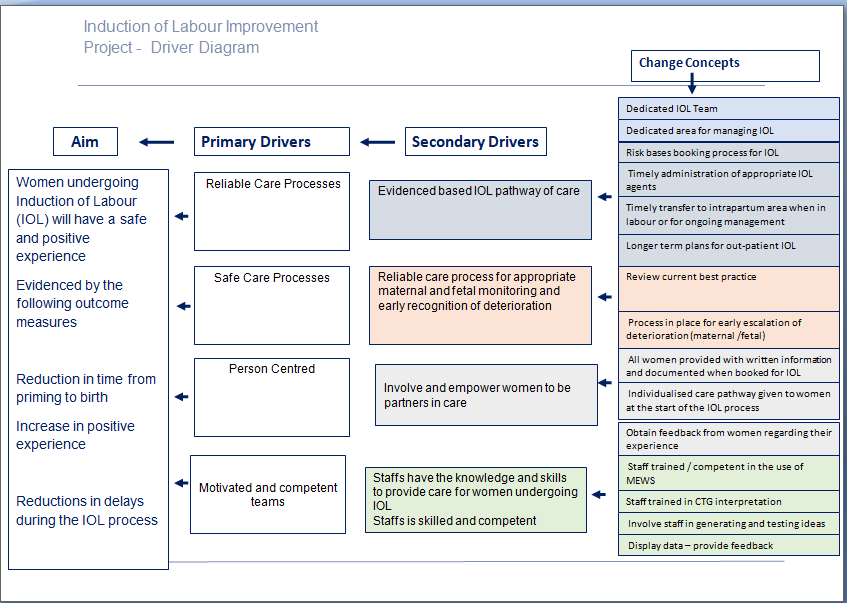 Induction of Labour Improvement
Project -  Driver Diagram
Change Concepts
Aim
Primary Drivers
Secondary Drivers
Women undergoing
Induction of Labour
(IOL) will have a safe
and positive
experience
Evidenced by the
following outcome
measures
Reduction in time from
priming to birth
Increase in positive
experience
Reductions in delays
during the IOL process
Reliable Care Processes
Safe Care Processes
Person Centred
Motivated and competent
teams
Evidenced based IOL pathway of care
Reliable care process for appropriate
maternal and fetal monitoring and
early recognition of deterioration
Involve and empower women to be
partners in care
Staffs have the knowledge and skills
to provide care for women undergoing
IOL
Staffs is skilled and competent
Dedicated IOL Team
Dedicated area for managing IOL
Risk bases booking process for IOL
Timely administration of appropriate IOL
agents
Timely transfer to intrapartum area when in
labour or for ongoing management
Longer term plans for out-patient IOL
Review current best practice
Process in place for early escalation of
deterioration (maternal /fetal)
All women provided with written information
and documented when booked for IOL
Individualised care pathway given to women
at the start of the IOL process
Obtain feedback from women regarding their
experience
Staff trained / competent in the use of
MEWS
Staff trained in CTG interpretation
Involve staff in generating and testing ideas
Display data – provide feedback